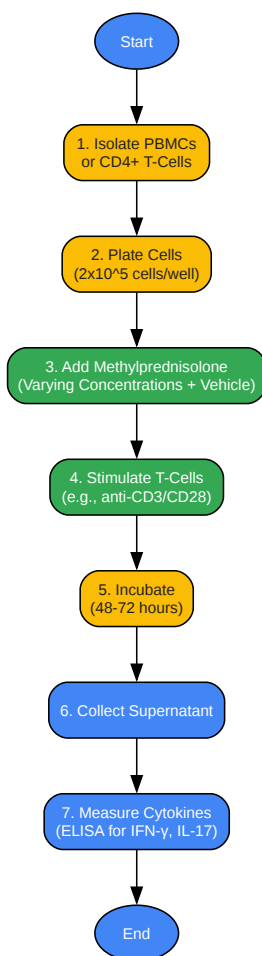 Start
1. Isolate PBMCs
or CD4+ T-Cells
2. Plate Cells
(2x10^5 cells/well)
3. Add Methylprednisolone
(Varying Concentrations + Vehicle)
4. Stimulate T-Cells
(e.g., anti-CD3/CD28)
5. Incubate
(48-72 hours)
6. Collect Supernatant
7. Measure Cytokines
(ELISA for IFN-γ, IL-17)
End